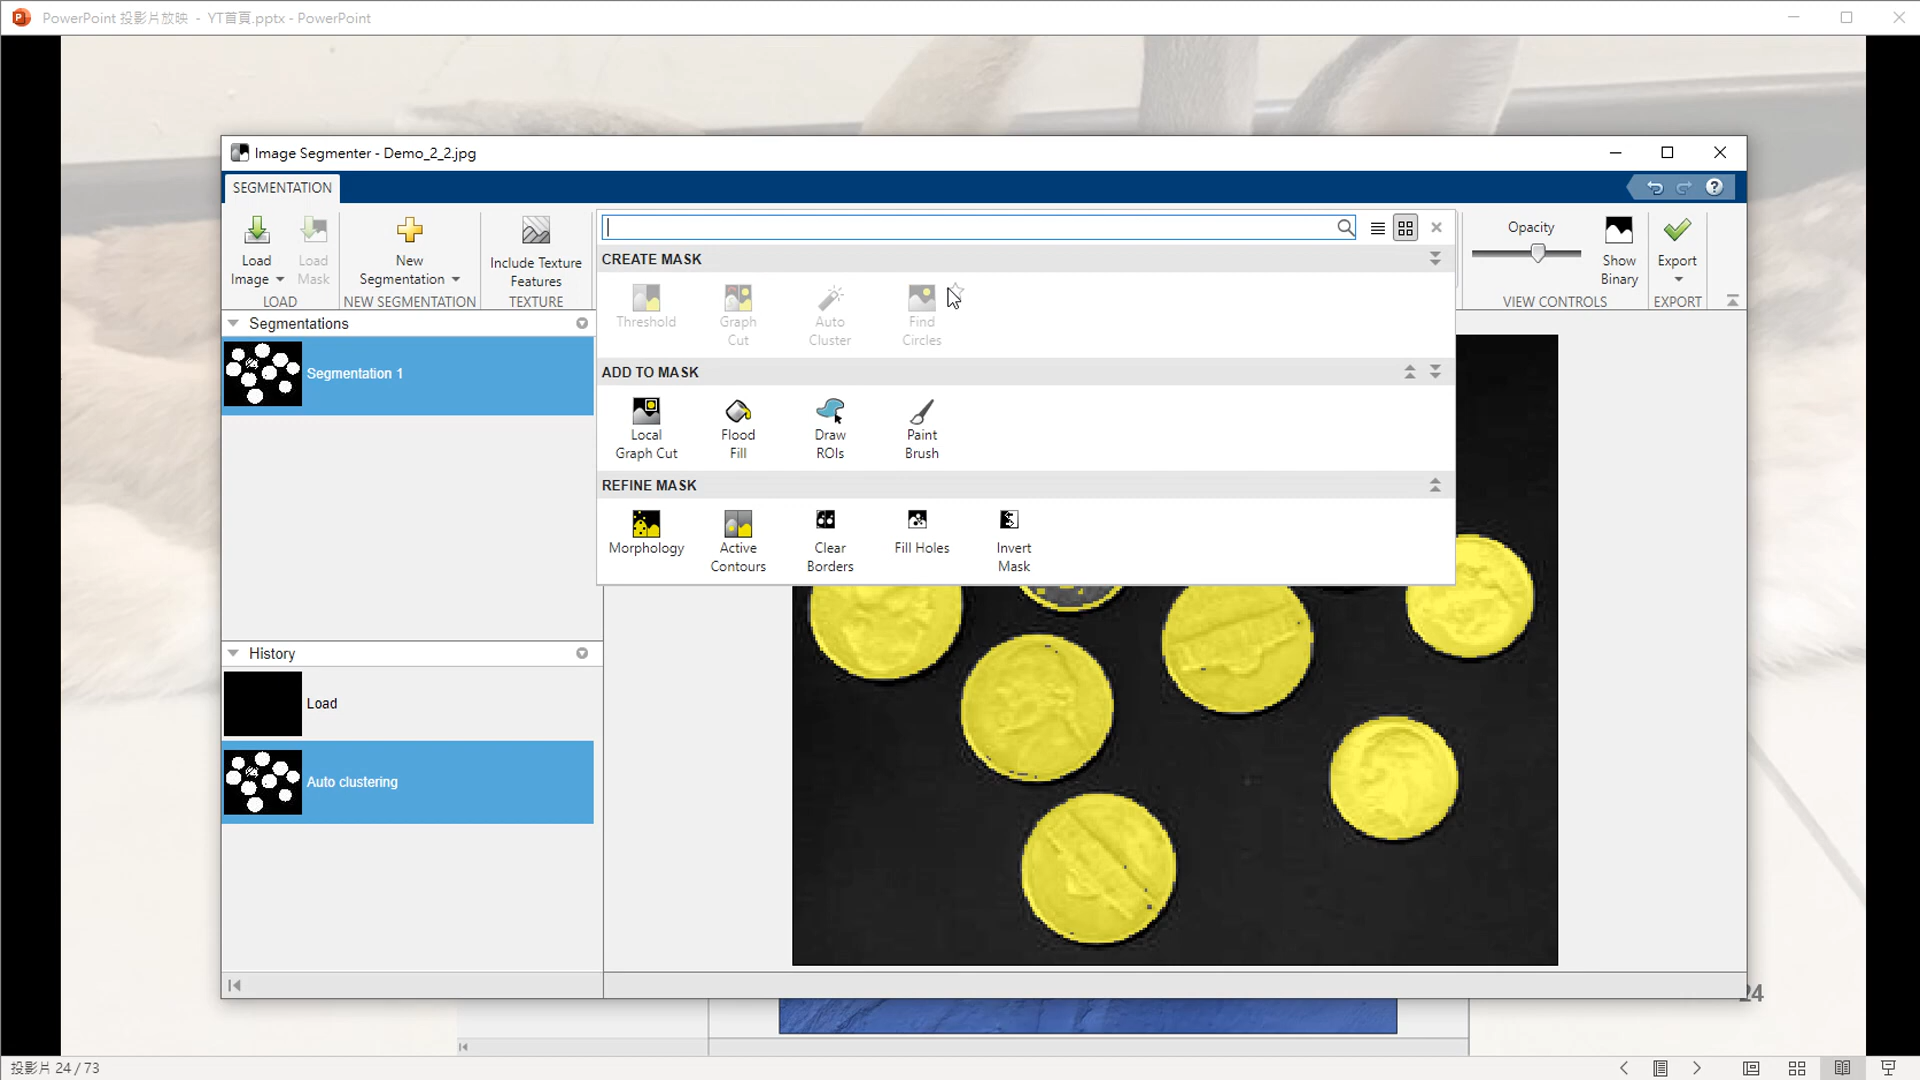 PowerPoint 投影片放映 - YT首頁.pptx - PowerPoint
Image Segmenter - Demo_2_2.jpg
SEGMENTATION
Load
Image
Load
Mask
LOAD
New
Segmentation
NEW SEGMENTATION
Include Texture
Features
TEXTURE
CREATE MASK
Threshold
Graph
Cut
Auto
Cluster
Find
Circles
ADD TO MASK
Local
Graph Cut
Flood
Fill
Draw
ROIs
Paint
Brush
REFINE MASK
Morphology
Active
Contours
Clear
Borders
Fill Holes
Invert
Mask
Opacity
Show
Binary
VIEW CONTROLS
Export
EXPORT
Segmentations
Segmentation 1
History
Load
Auto clustering
24
投影片 24 / 73